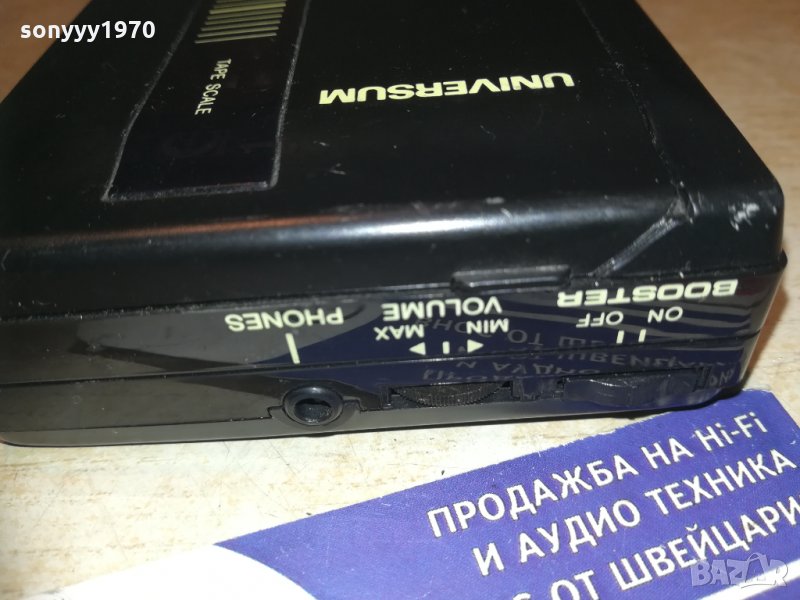 sonyyy1970
TAPE SCALE
UNIVERSUM
BOOSTER
ON OFF
VOLUME
MIN MAX
PHONES
ПРОДАЖБА НА Hi-Fi
И АУДИО ТЕХНИКА
ОТ ШВЕЙЦАРИ
BAZAR